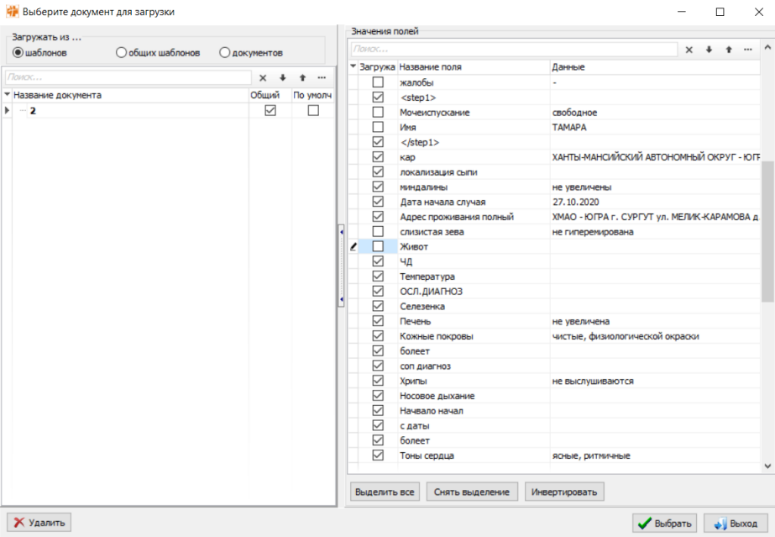 Выберите документ для загрузки
Загружать из ...
шаблонов общих шаблонов документов
Поиск...
Название документа Общий По умолч
2
Удалить
Значения полей
Поиск...
Загружа Название поля Данные
жалобы -
<step1>
Мочеиспускание свободное
Имя ТАМАРА
</step1>
кар ХАНТЫ-МАНСИЙСКИЙ АВТОНОМНЫЙ ОКРУГ - ЮГР
локализация сыпи
миндалины не увеличены
Дата начала случая 27.10.2020
Адрес проживания полный ХМАО - ЮГРА г. СУРГУТ ул. МЕЛИК-КАРАМОВА д
слизистая зева не гиперемирована
Живот
ЧД
Температура
ОСЛ.ДИАГНОЗ
Селезенка
Печень не увеличена
Кожные покровы чистые, физиологической окраски
болеет
соп диагноз
Хрипы не выслушиваются
Носовое дыхание
Начвало начал
с даты
болеет
Тоны сердца ясные, ритмичные
Выделить все Снять выделение Инвертировать
Выбрать Выход